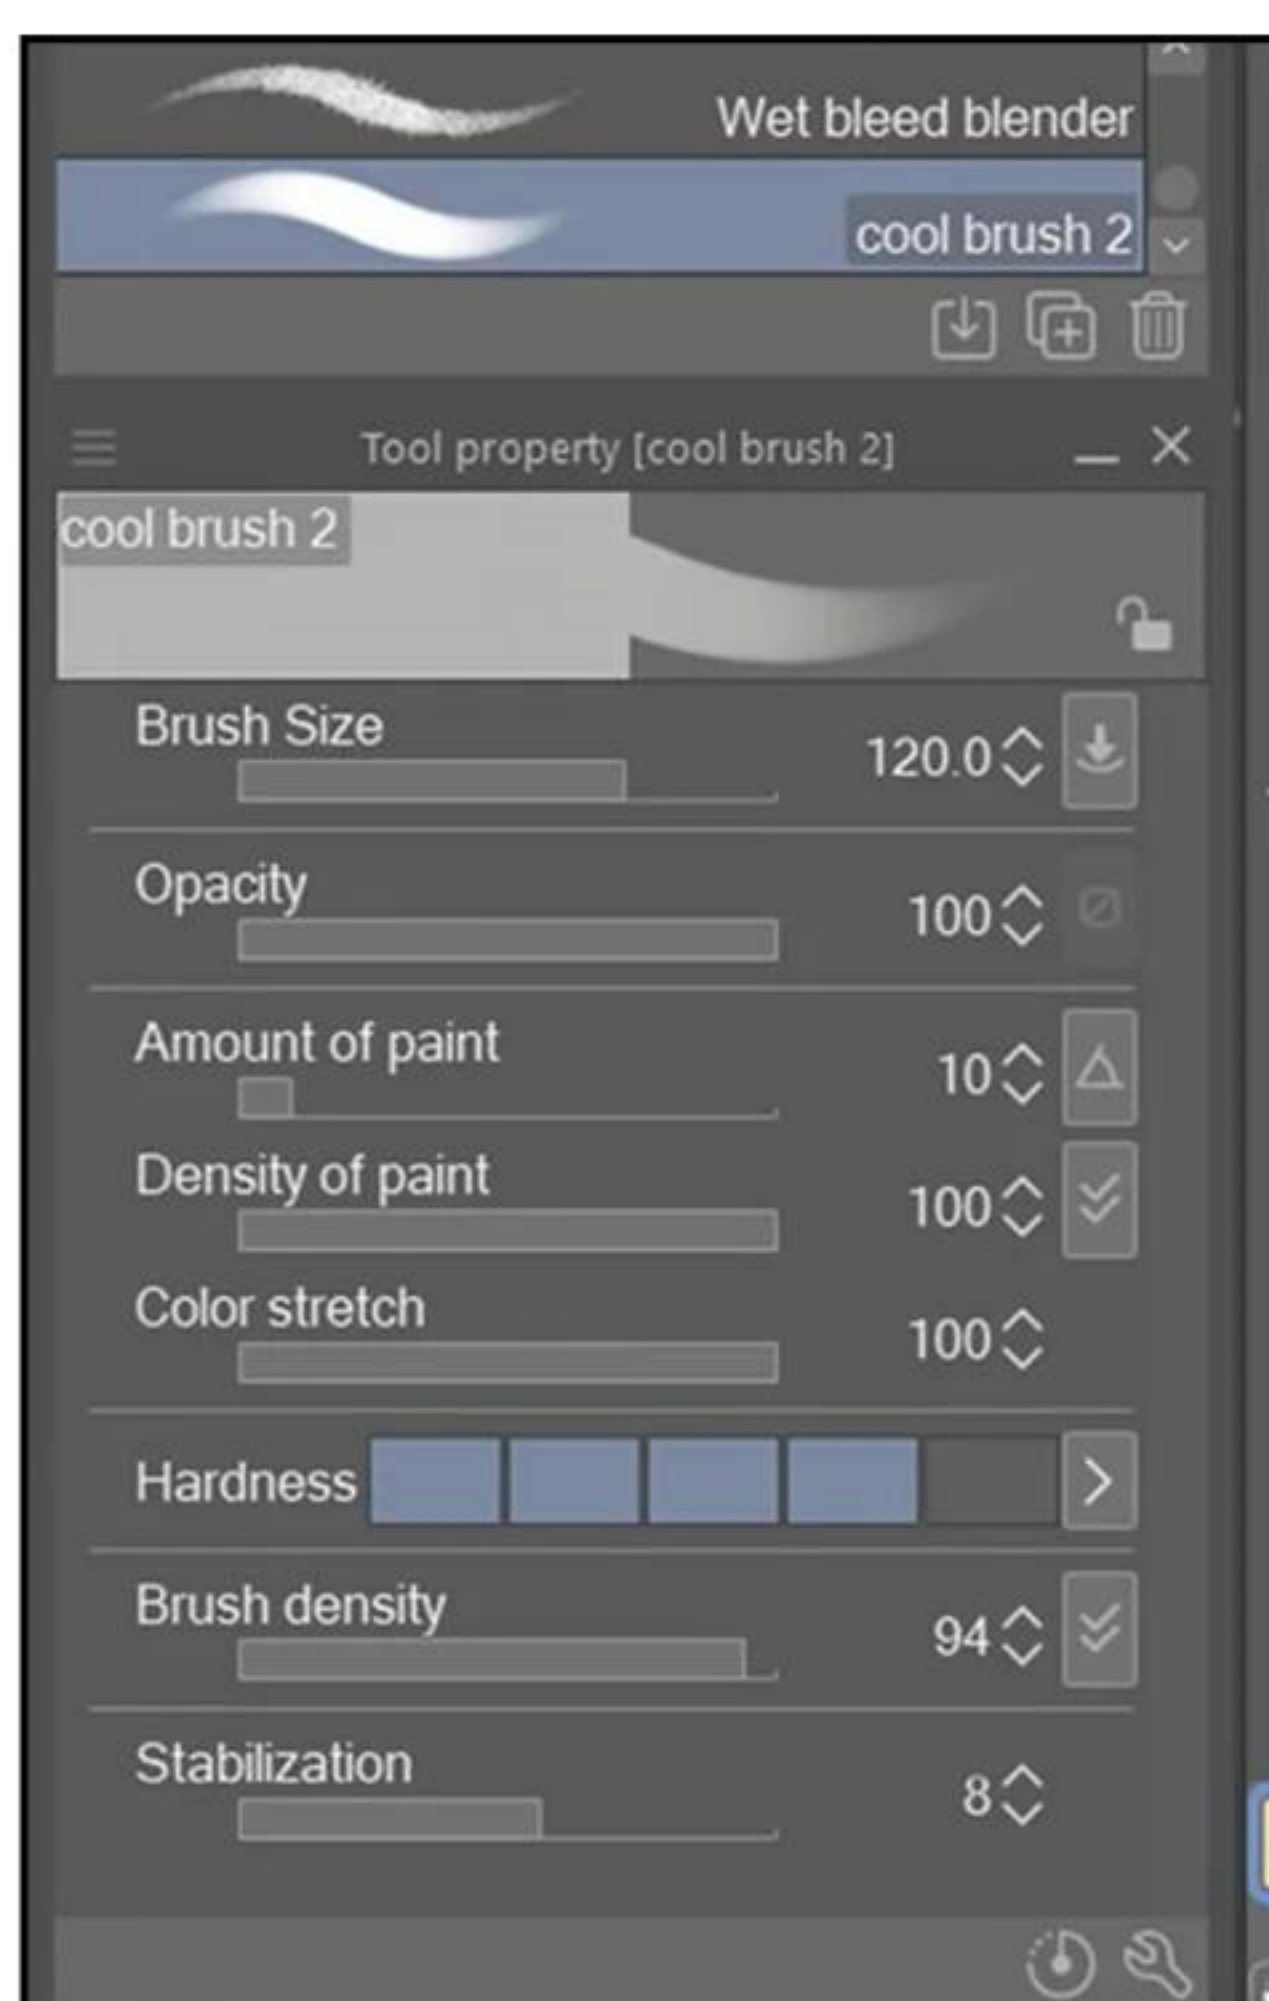 Wet bleed blender
cool brush 2
Tool property [cool brush 2]
cool brush 2
Brush Size
120.0
Opacity
100
Amount of paint
10
Density of paint
100
Color stretch
100
Hardness
Brush density
94
Stabilization
8